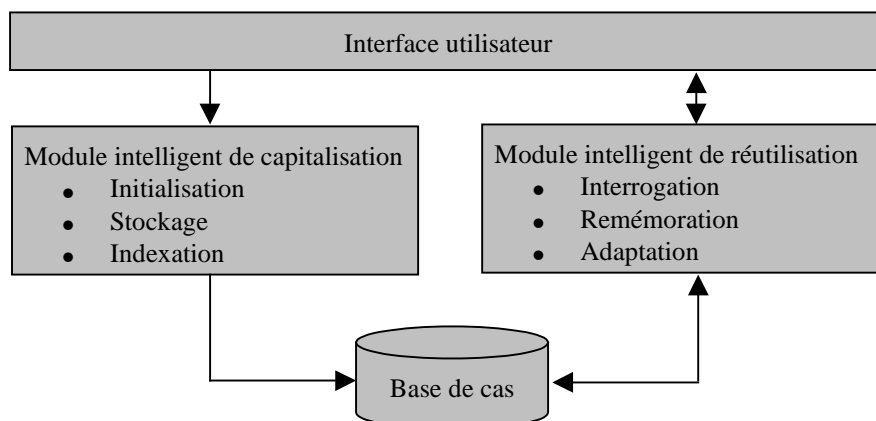 Interface utilisateur
Module intelligent de capitalisation
● Initialisation
● Stockage
● Indexation
Module intelligent de réutilisation
● Interrogation
● Remémoration
● Adaptation
Base de cas